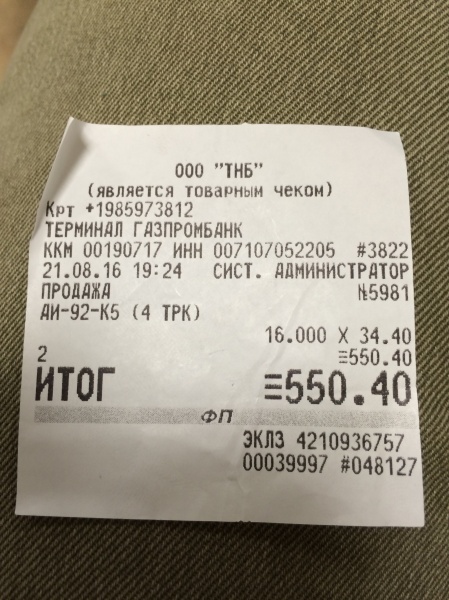 ООО "ТНБ"
(является товарным чеком)
Крт +1985973812
ТЕРМИНАЛ ГАЗПРОМБАНК
ККМ 00190717 ИНН 007107052205 #3822
21.08.16 19:24 СИСТ. АДМИНИСТРАТОР
ПРОДАЖА №5981
АИ-92-К5 (4 ТРК)
16.000 X 34.40
2 ≡550.40
ИТОГ ≡550.40
ФП
ЭКЛЗ 4210936757
00039997 #048127